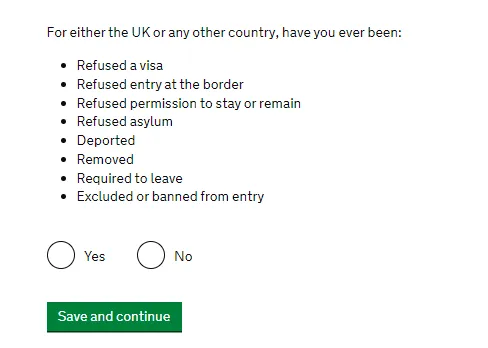 For either the UK or any other country, have you ever been:
• Refused a visa
• Refused entry at the border
• Refused permission to stay or remain
• Refused asylum
• Deported
• Removed
• Required to leave
• Excluded or banned from entry
Yes No
Save and continue